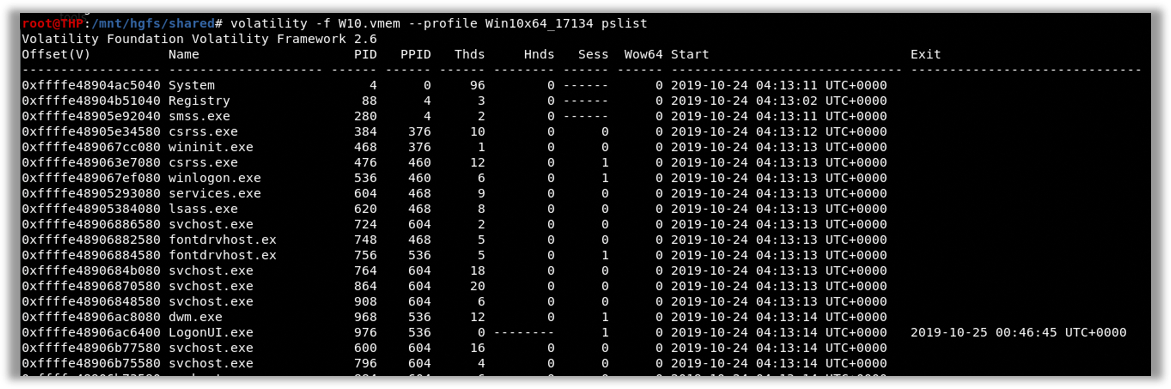 root@THP:/mnt/hgfs/shared# volatility -f W10.vmem --profile Win10x64_17134 pslist
Volatility Foundation Volatility Framework 2.6
Offset(V)          Name                    PID   PPID   Thds     Hnds   Sess  Wow64 Start                          Exit
------------------ -------------------- ------ ------ ------ -------- ------ ------ ------------------------------ ------------------------------
0xffffe48904ac5040 System                    4      0     96        0 ------      0 2019-10-24 04:13:11 UTC+0000
0xffffe48904b51040 Registry                 88      4      3        0 ------      0 2019-10-24 04:13:02 UTC+0000
0xffffe48905e92040 smss.exe                280      4      2        0 ------      0 2019-10-24 04:13:11 UTC+0000
0xffffe48905e34580 csrss.exe               384    376     10        0      0      0 2019-10-24 04:13:12 UTC+0000
0xffffe489067cc080 wininit.exe             468    376      1        0      0      0 2019-10-24 04:13:13 UTC+0000
0xffffe489063e7080 csrss.exe               476    460     12        0      1      0 2019-10-24 04:13:13 UTC+0000
0xffffe489067ef080 winlogon.exe            536    460      6        0      1      0 2019-10-24 04:13:13 UTC+0000
0xffffe48905293080 services.exe            604    468      9        0      0      0 2019-10-24 04:13:13 UTC+0000
0xffffe48905384080 lsass.exe               620    468      8        0      0      0 2019-10-24 04:13:13 UTC+0000
0xffffe48906886580 svchost.exe             724    604      2        0      0      0 2019-10-24 04:13:13 UTC+0000
0xffffe48906882580 fontdrvhost.ex          748    468      5        0      0      0 2019-10-24 04:13:13 UTC+0000
0xffffe48906884580 fontdrvhost.ex          756    536      5        0      1      0 2019-10-24 04:13:13 UTC+0000
0xffffe4890684b080 svchost.exe             764    604     18        0      0      0 2019-10-24 04:13:13 UTC+0000
0xffffe48906870580 svchost.exe             864    604     20        0      0      0 2019-10-24 04:13:13 UTC+0000
0xffffe48906848580 svchost.exe             908    604      6        0      0      0 2019-10-24 04:13:13 UTC+0000
0xffffe48906ac8080 dwm.exe                 968    536     12        0      1      0 2019-10-24 04:13:14 UTC+0000
0xffffe48906ac6400 LogonUI.exe             976    536      0 --------      1      0 2019-10-24 04:13:14 UTC+0000   2019-10-25 00:46:45 UTC+0000
0xffffe48906b77580 svchost.exe             600    604     16        0      0      0 2019-10-24 04:13:14 UTC+0000
0xffffe48906b75580 svchost.exe             796    604      4        0      0      0 2019-10-24 04:13:14 UTC+0000